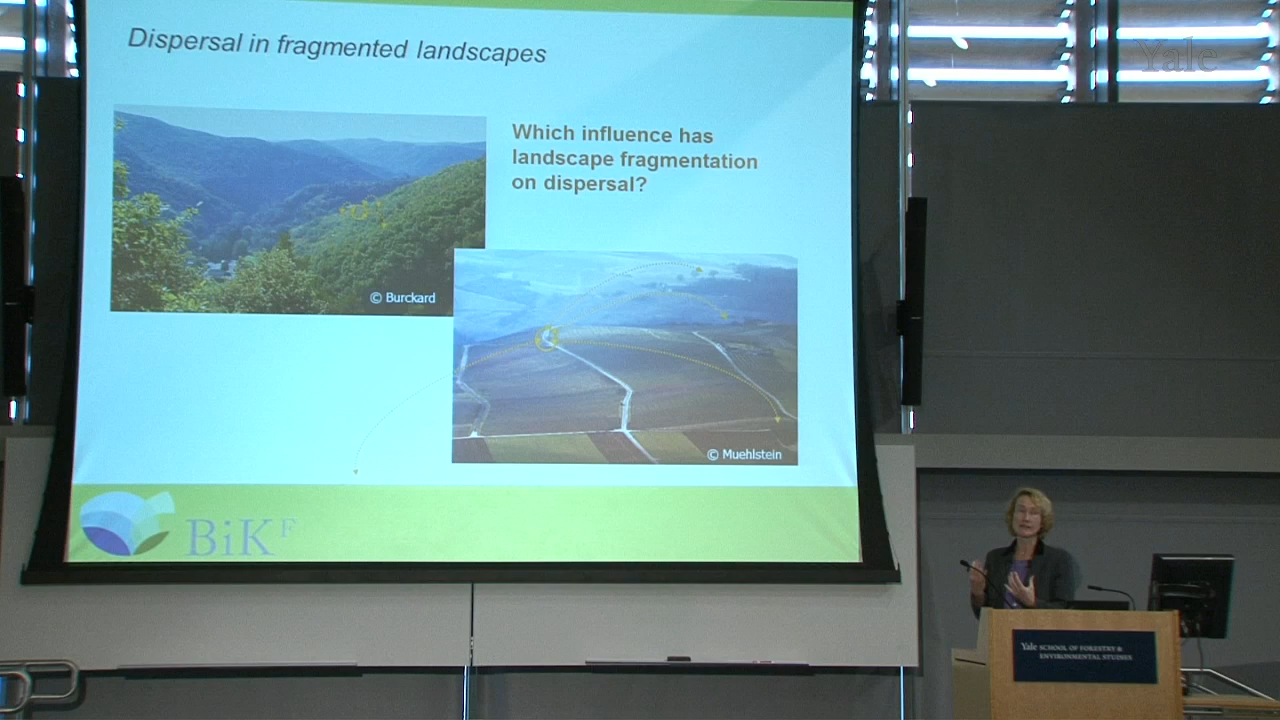 Dispersal in fragmented landscapes
Yale
Which influence has
landscape fragmentation
on dispersal?
© Burckard
© Muehlstein
BiK F
Yale SCHOOL OF FORESTRY &
ENVIRONMENTAL STUDIES